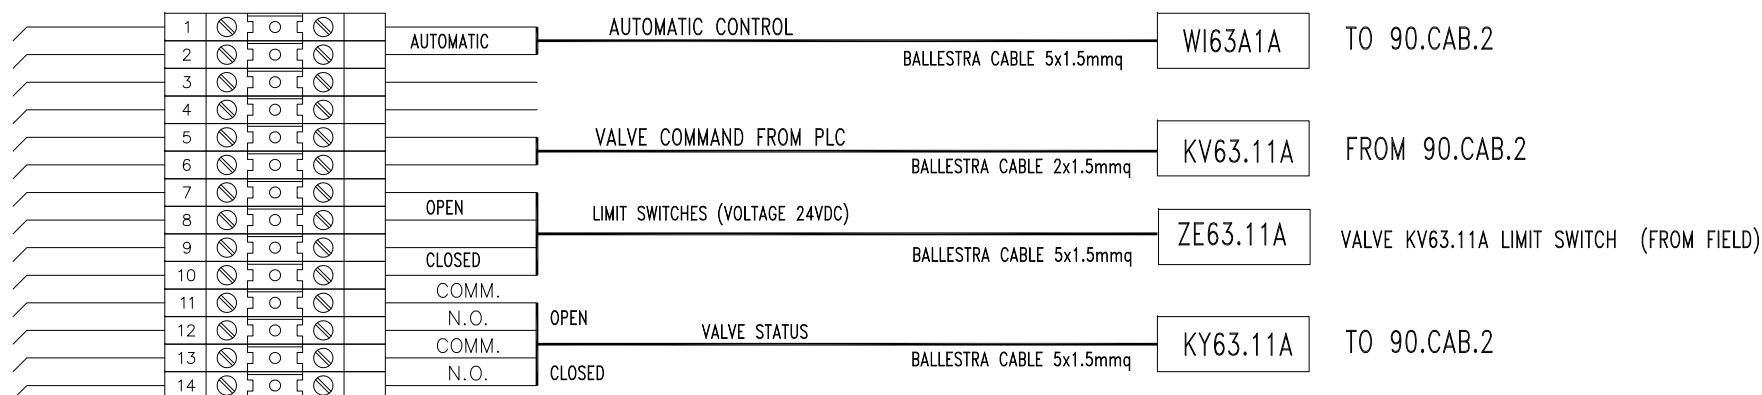 1
AUTOMATIC CONTROL
AUTOMATIC
WI63A1A TO 90.CAB.2
2
BALLESTRA CABLE 5x1.5mmq
3
4
5
VALVE COMMAND FROM PLC
KV63.11A FROM 90.CAB.2
6
BALLESTRA CABLE 2x1.5mmq
7
OPEN
LIMIT SWITCHES (VOLTAGE 24VDC)
8
ZE63.11A VALVE KV63.11A LIMIT SWITCH (FROM FIELD)
9
CLOSED
BALLESTRA CABLE 5x1.5mmq
10
COMM.
11
N.O. OPEN
12
VALVE STATUS
COMM.
KY63.11A TO 90.CAB.2
13
BALLESTRA CABLE 5x1.5mmq
N.O. CLOSED
14